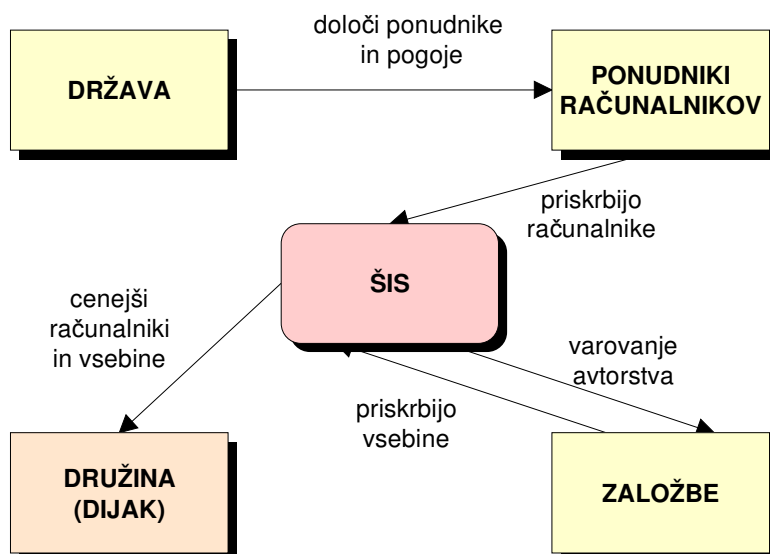 določi ponudnike
in pogoje
DRŽAVA
PONUDNIKI
RAČUNALNIKOV
priskrbijo
računalnike
ŠIS
cenejši
računalniki
in vsebine
varovanje
avtorstva
priskrbijo
vsebine
DRUŽINA
(DIJAK)
ZALOŽBE